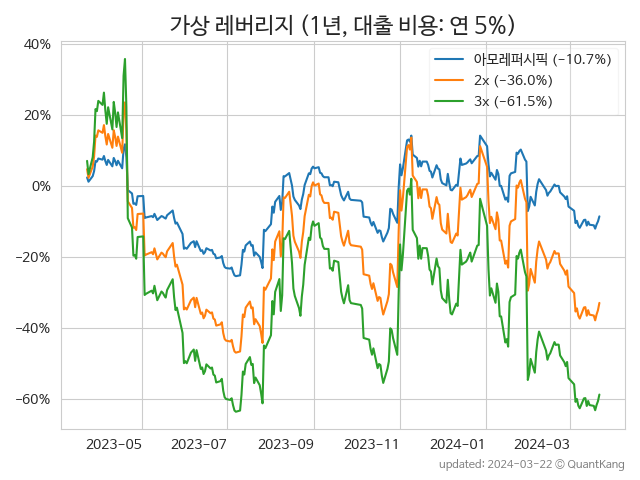 가상 레버리지 (1년, 대출 비용: 연 5%)
40%
20%
0%
−20%
−40%
−60%
아모레퍼시픽 (−10.7%)
2x (−36.0%)
3x (−61.5%)
2023-05
2023-07
2023-09
2023-11
2024-01
2024-03
updated: 2024-03-22 © QuantKang